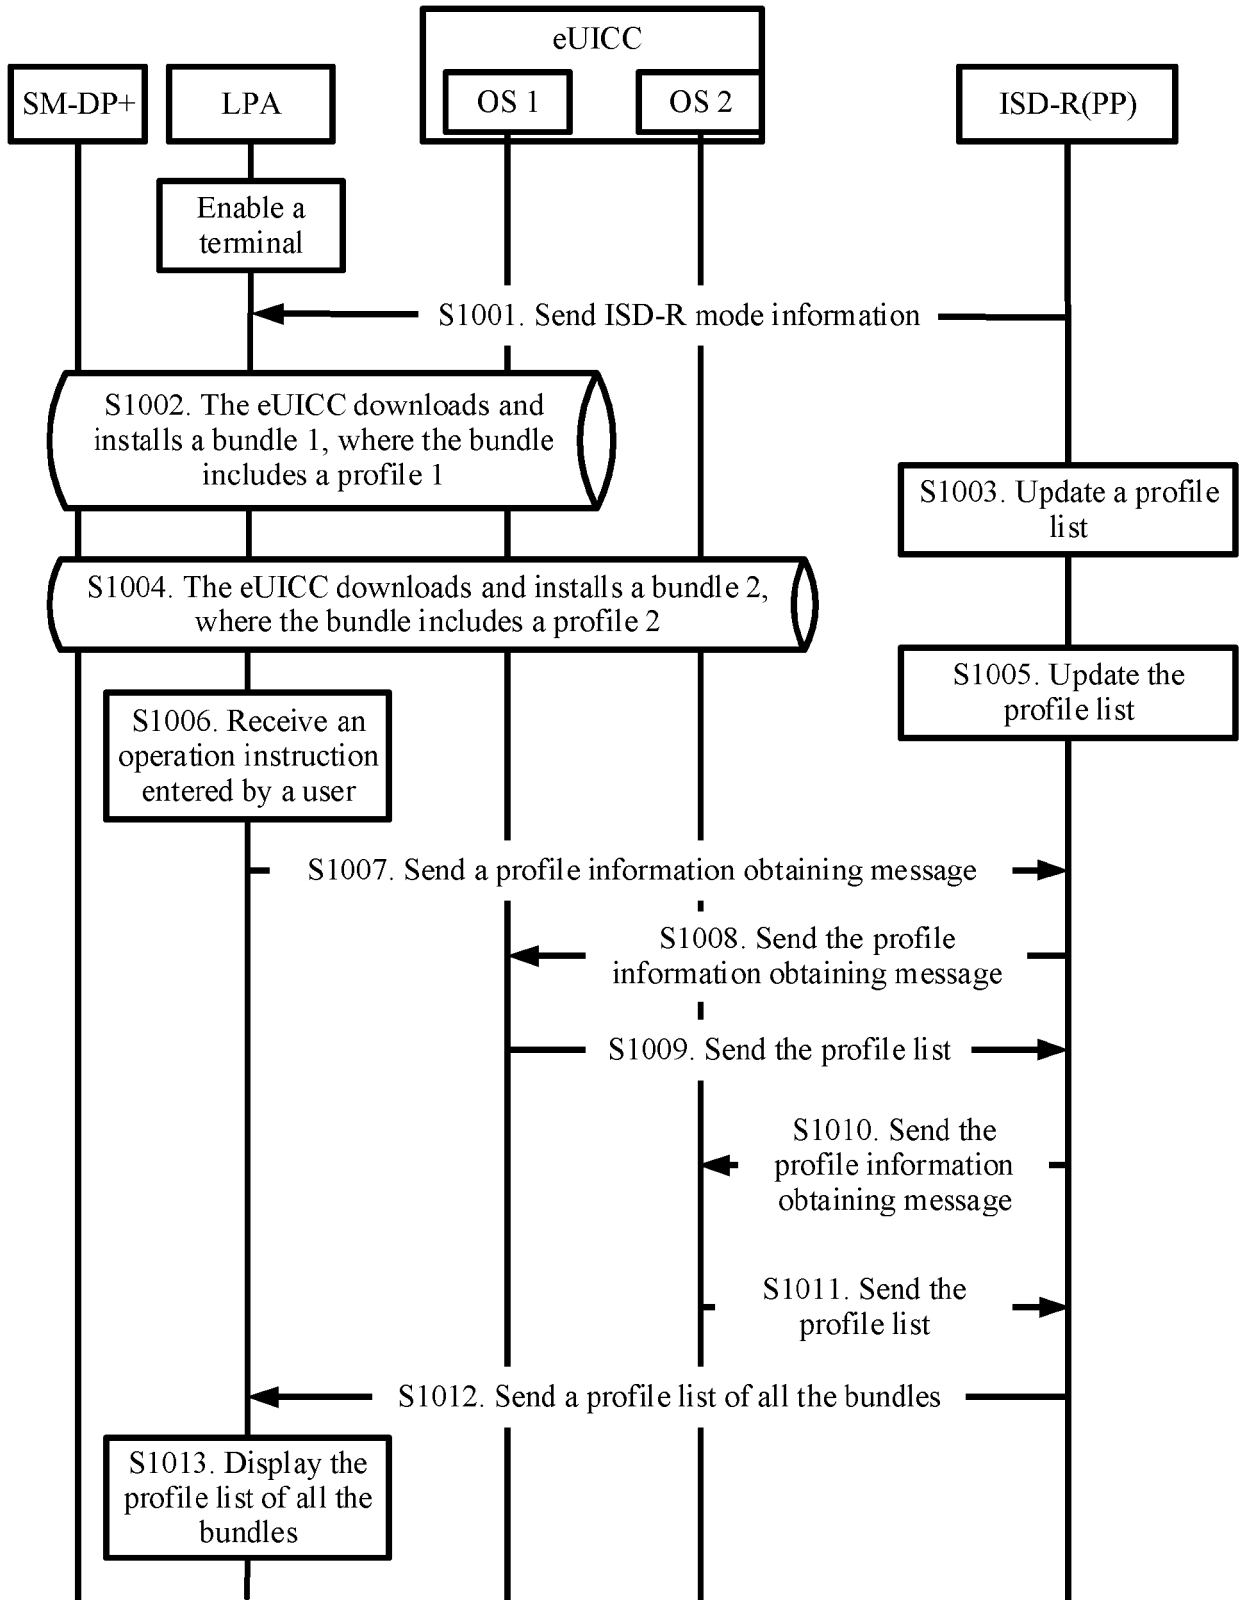 eUICC
SM-DP+
LPA
OS 1
OS 2
ISD-R(PP)
Enable a
terminal
S1001. Send ISD-R mode information
S1002. The eUICC downloads and
installs a bundle 1, where the bundle
includes a profile 1
S1003. Update a profile
list
S1004. The eUICC downloads and installs a bundle 2,
where the bundle includes a profile 2
S1005. Update the
profile list
S1006. Receive an
operation instruction
entered by a user
S1007. Send a profile information obtaining message
S1008. Send the profile
information obtaining message
S1009. Send the profile list
S1010. Send the
profile information
obtaining message
S1011. Send the
profile list
S1012. Send a profile list of all the bundles
S1013. Display the
profile list of all the
bundles